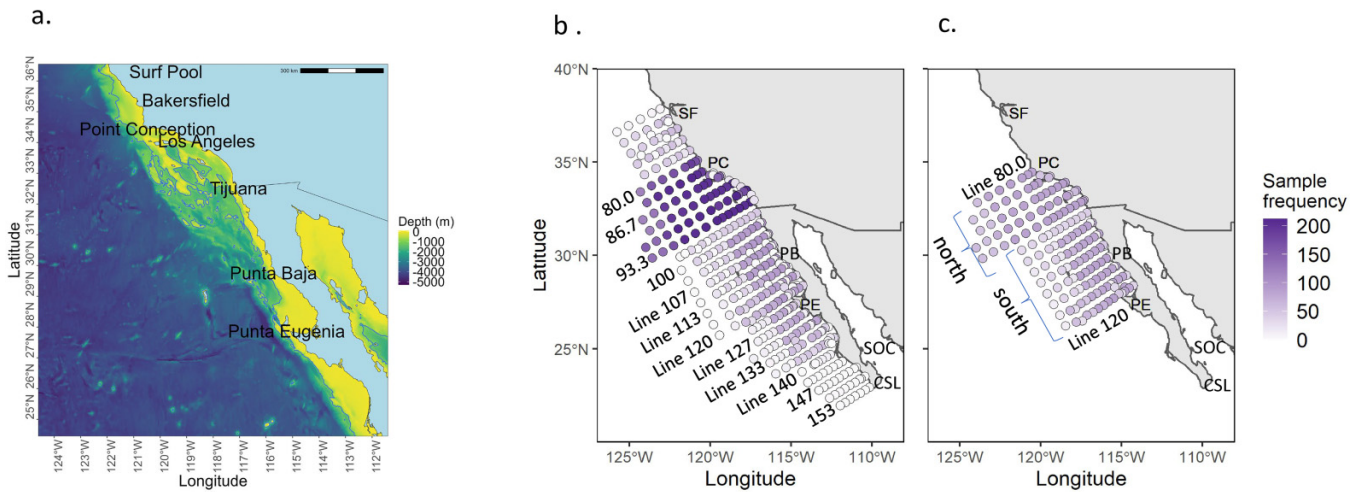 a.
36°N
35°N
34°N
33°N
32°N
31°N
30°N
29°N
28°N
27°N
26°N
25°N
Latitude
Surf Pool
Bakersfield
Point Conception
Los Angeles
Tijuana
Punta Baja
Punta Eugenia
300 km
124°W
123°W
122°W
121°W
120°W
119°W
118°W
117°W
116°W
115°W
114°W
113°W
112°W
Longitude
Depth (m)
0
-1000
-2000
-3000
-4000
-5000
b .
40°N
35°N
30°N
25°N
Latitude
SF
PC
PB
PE
SOC
CSL
80.0
86.7
93.3
100
Line 107
Line 113
Line 120
Line 127
Line 133
Line 140
147
153
125°W
120°W
115°W
110°W
Longitude
c.
40°N
35°N
30°N
25°N
SF
PC
PB
PE
SOC
CSL
Line 80.0
north
south
Line 120
125°W
120°W
115°W
110°W
Longitude
Sample
frequency
200
150
100
50
0